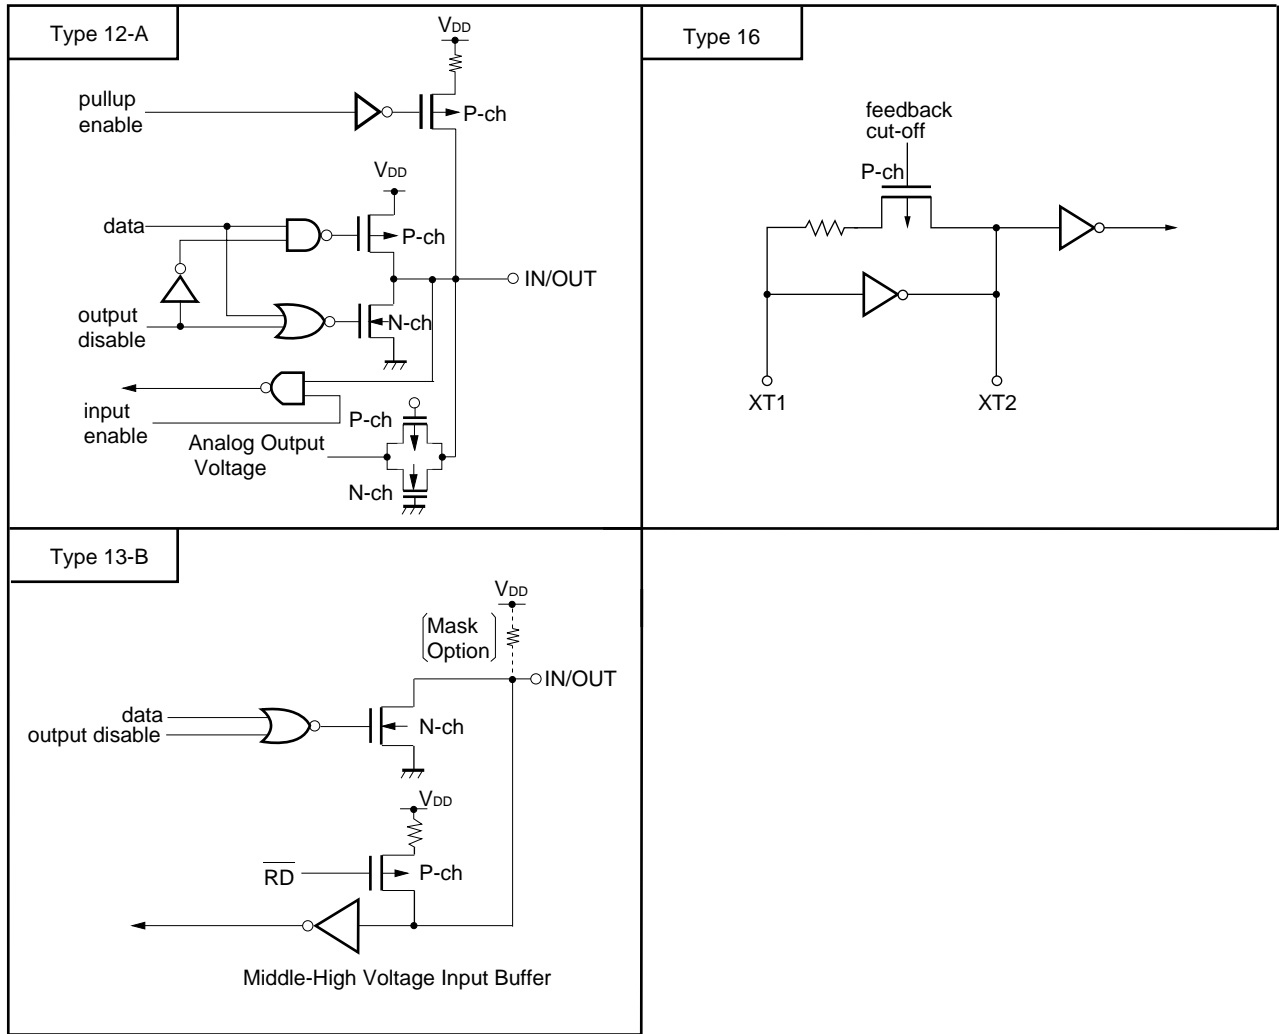 Type 12-A
VDD
pullup
enable
P-ch
VDD
data
P-ch
IN/OUT
output
disable
N-ch
input
enable
P-ch
Analog Output
Voltage
N-ch
Type 16
feedback
cut-off
P-ch
XT1
XT2
Type 13-B
VDD
Mask
Option
IN/OUT
data
output disable
N-ch
VDD
RD
P-ch
Middle-High Voltage Input Buffer